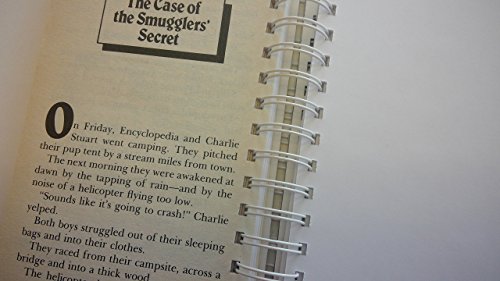 The Case of
the Smugglers'
Secret
On Friday, Encyclopedia and Charlie
Stuart went camping. They pitched
their pup tent by a stream miles from town.
The next morning they were awakened at
dawn by the tapping of rain—and by the
noise of a helicopter flying too low.
"Sounds like it's going to crash!" Charlie
yelped.
Both boys struggled out of their sleeping
bags and into their clothes.
They raced from their campsite, across a
bridge and into a thick wood.
The helicopter